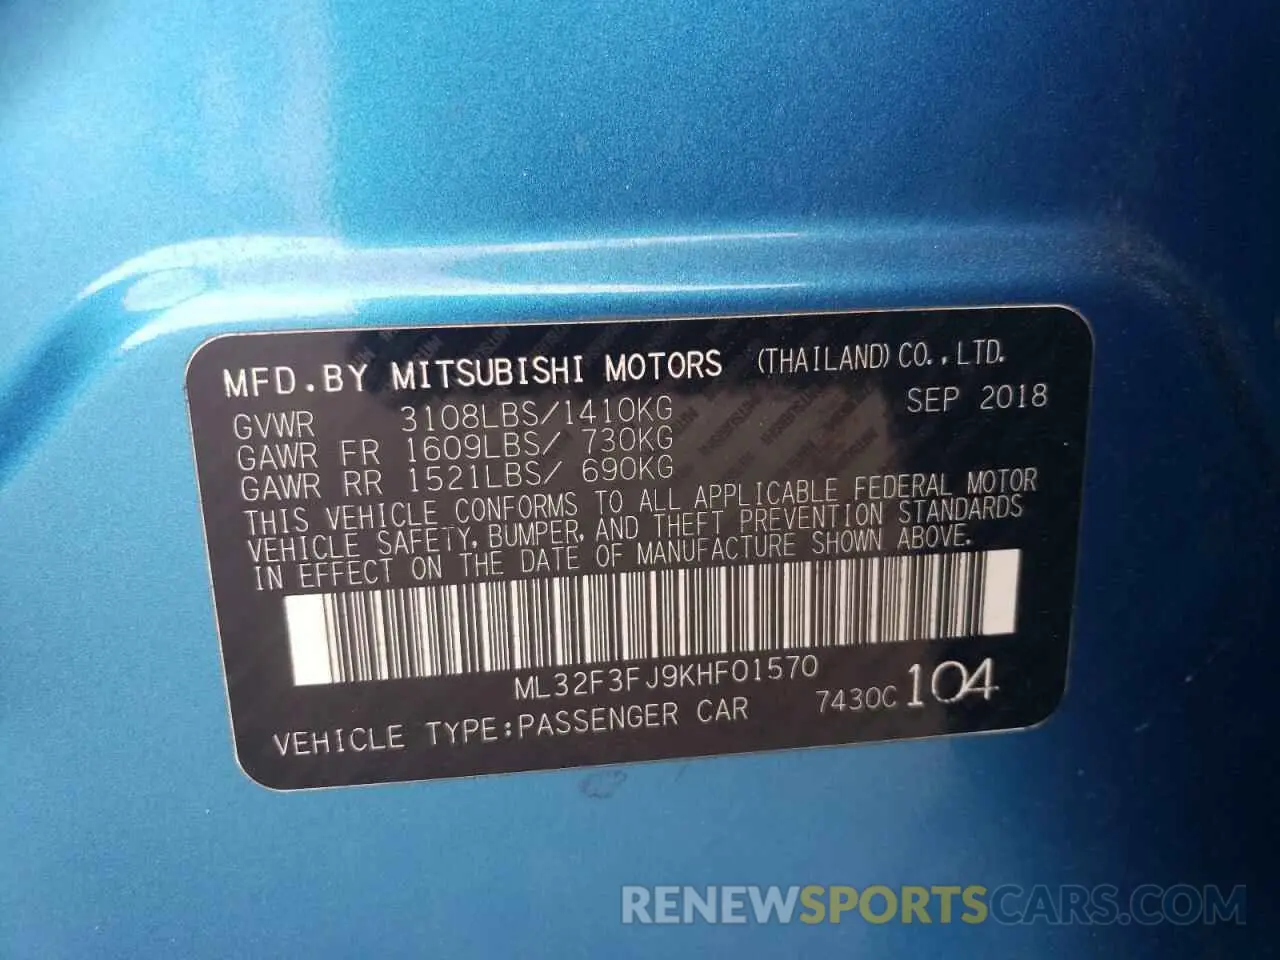 MFD.BY MITSUBISHI MOTORS (THAILAND)CO.,LTD.
GVWR 3108LBS/1410KG SEP 2018
GAWR FR 1609LBS/ 730KG
GAWR RR 1521LBS/ 690KG
THIS VEHICLE CONFORMS TO ALL APPLICABLE FEDERAL MOTOR
VEHICLE SAFETY, BUMPER, AND THEFT PREVENTION STANDARDS
IN EFFECT ON THE DATE OF MANUFACTURE SHOWN ABOVE.
ML32F3FJ9KHF01570
VEHICLE TYPE:PASSENGER CAR 7430C 104
RENEWSPORTSCARS.COM